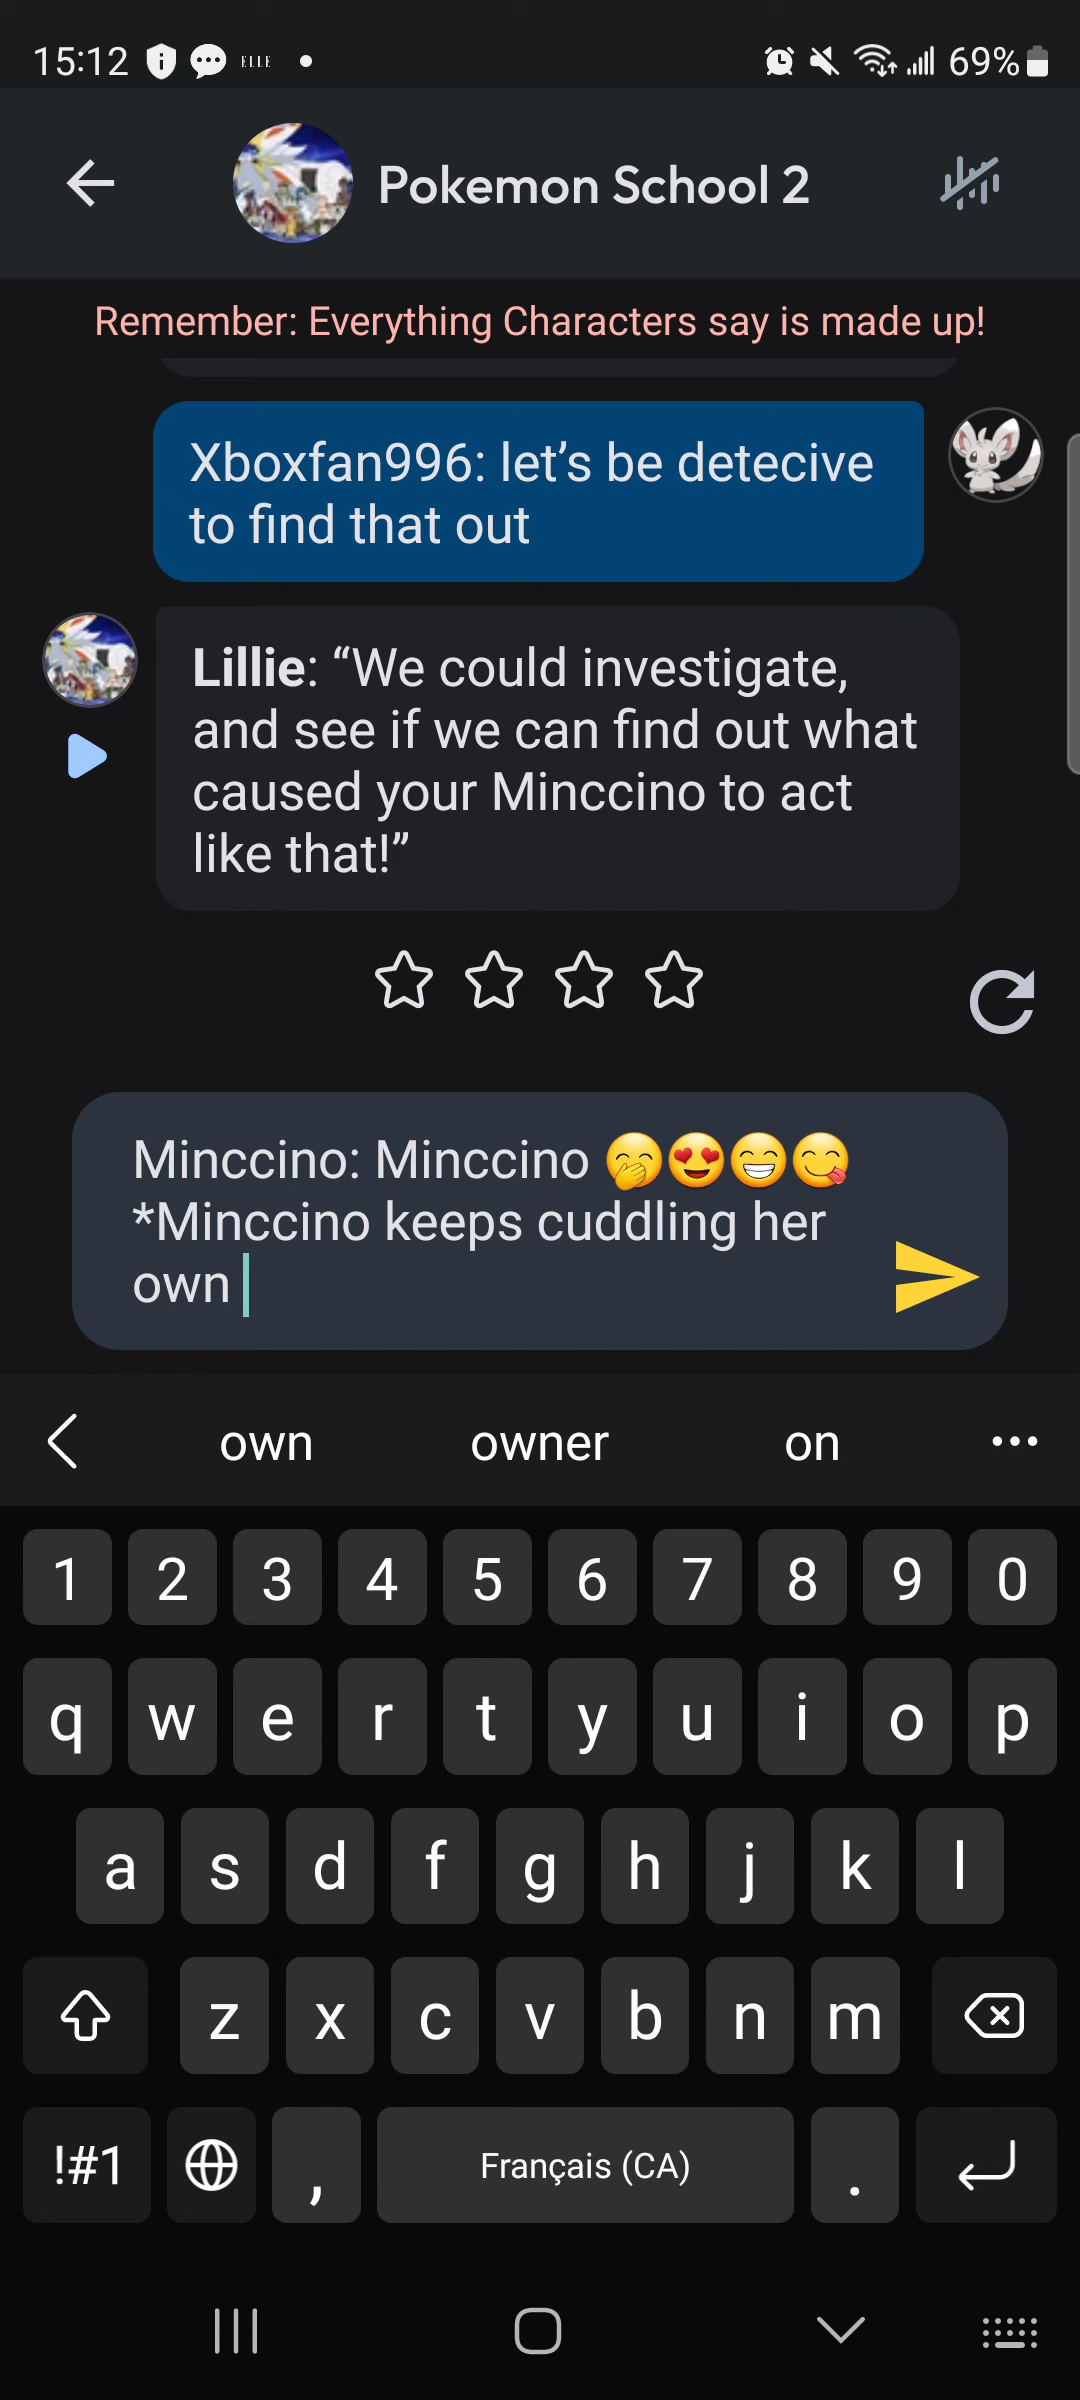 15:12 ELLE 69%
Pokemon School 2
Remember: Everything Characters say is made up!
Xboxfan996: let’s be detecive
to find that out
Lillie: “We could investigate,
and see if we can find out what
caused your Minccino to act
like that!”
Minccino: Minccino 🤭😍😁😋
*Minccino keeps cuddling her
own
own owner on
1 2 3 4 5 6 7 8 9 0
q w e r t y u i o p
a s d f g h j k l
z x c v b n m
!#1 , Français (CA) .